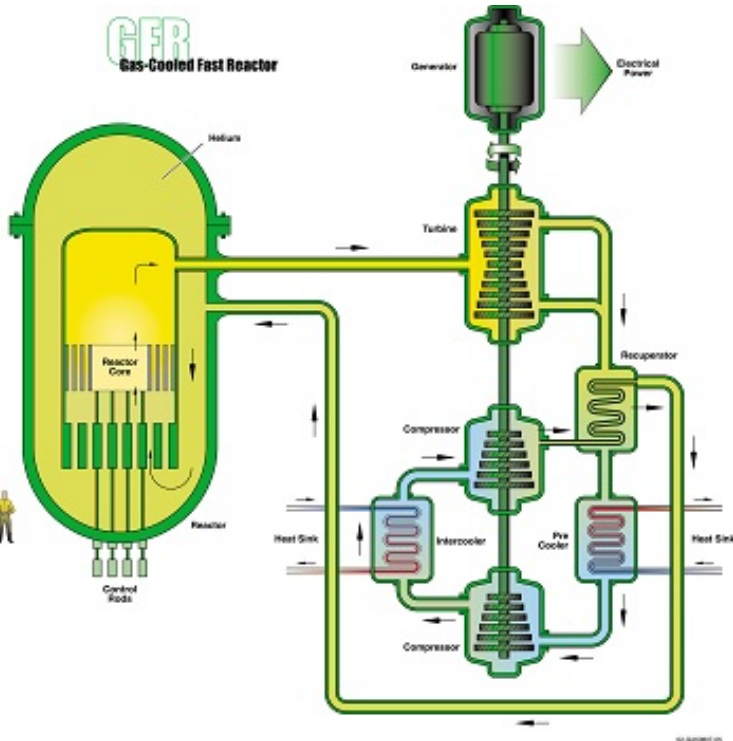 GFR
Gas-Cooled Fast Reactor
Generator
Electrical
Power
Helium
Turbine
Reactor
Core
Recuperator
Compressor
Reactor
Heat Sink
Intercooler
Pre
Cooler
Heat Sink
Control
Rods
Compressor